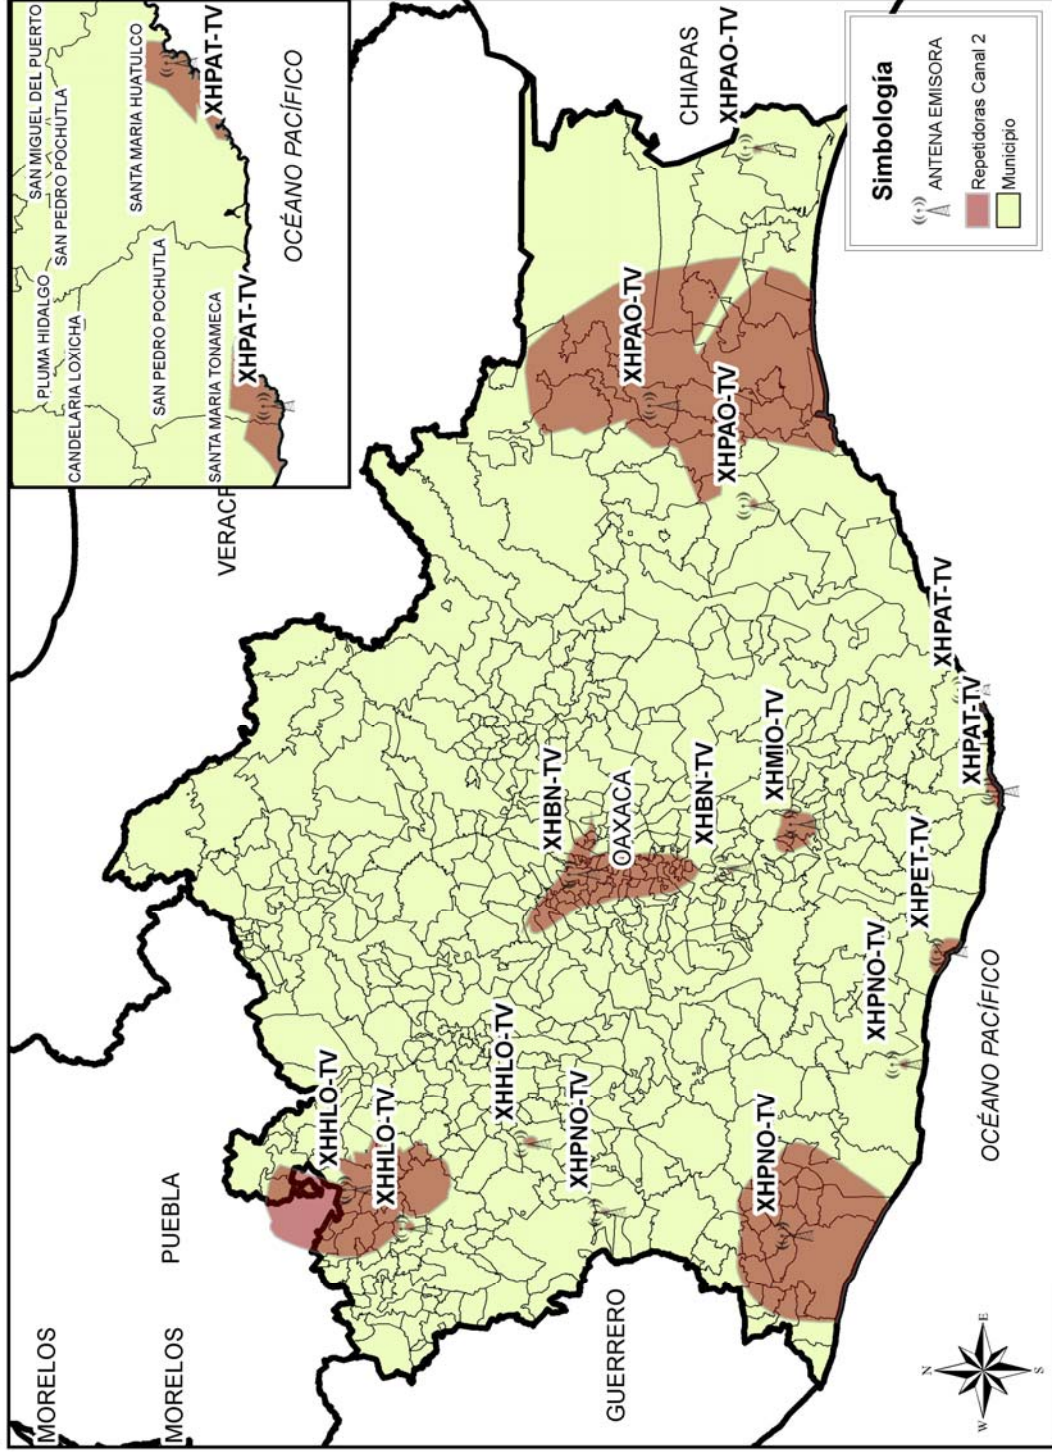 MORELOS
MORELOS
PUEBLA
VERACR
GUERRERO
CHIAPAS
OAXACA
OCÉANO PACÍFICO
XHHLO-TV
XHHLO-TV
XHHLO-TV
XHPNO-TV
XHPNO-TV
XHPNO-TV
XHBN-TV
XHBN-TV
XHMIO-TV
XHPET-TV
XHPAT-TV
XHPAT-TV
XHPAO-TV
XHPAO-TV
XHPAO-TV
PLUMA HIDALGO
CANDELARIA LOXICHA
SAN MIGUEL DEL PUERTO
SAN PEDRO POCHUTLA
SAN PEDRO POCHUTLA
SANTA MARIA HUATULCO
SANTA MARIA TONAMECA
XHPAT-TV
XHPAT-TV
OCÉANO PACÍFICO
Simbología
ANTENA EMISORA
Repetidoras Canal 2
Municipio
N
W
E
S